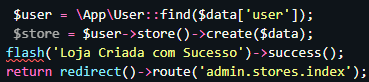 $user = \App\User::find($data['user']);
$store = $user->store()->create($data);
flash('Loja Criada com Sucesso')->success();
return redirect()->route('admin.stores.index');